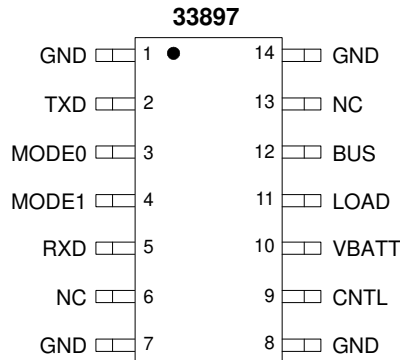 33897
GND 1 14 GND
TXD 2 13 NC
MODE0 3 12 BUS
MODE1 4 11 LOAD
RXD 5 10 VBATT
NC 6 9 CNTL
GND 7 8 GND